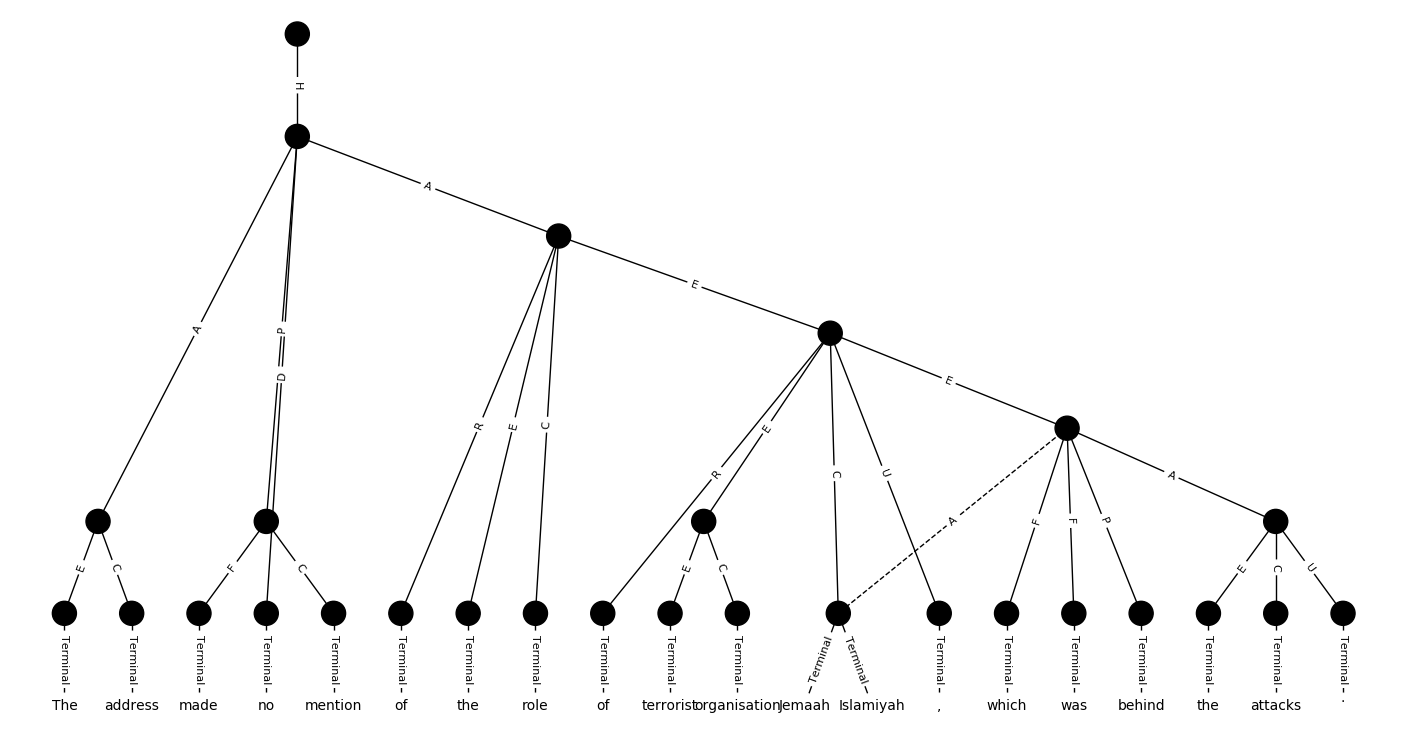 H
A
E
A
P
D
E
R
E
C
R
E
C
U
A
A
F
F
P
E
C
F
C
E
C
E
C
U
Terminal Terminal Terminal Terminal Terminal Terminal Terminal Terminal Terminal Terminal Terminal Terminal Terminal Terminal Terminal Terminal Terminal Terminal Terminal Terminal
The address made no mention of the role of terrorist organisation Jemaah Islamiyah , which was behind the attacks .